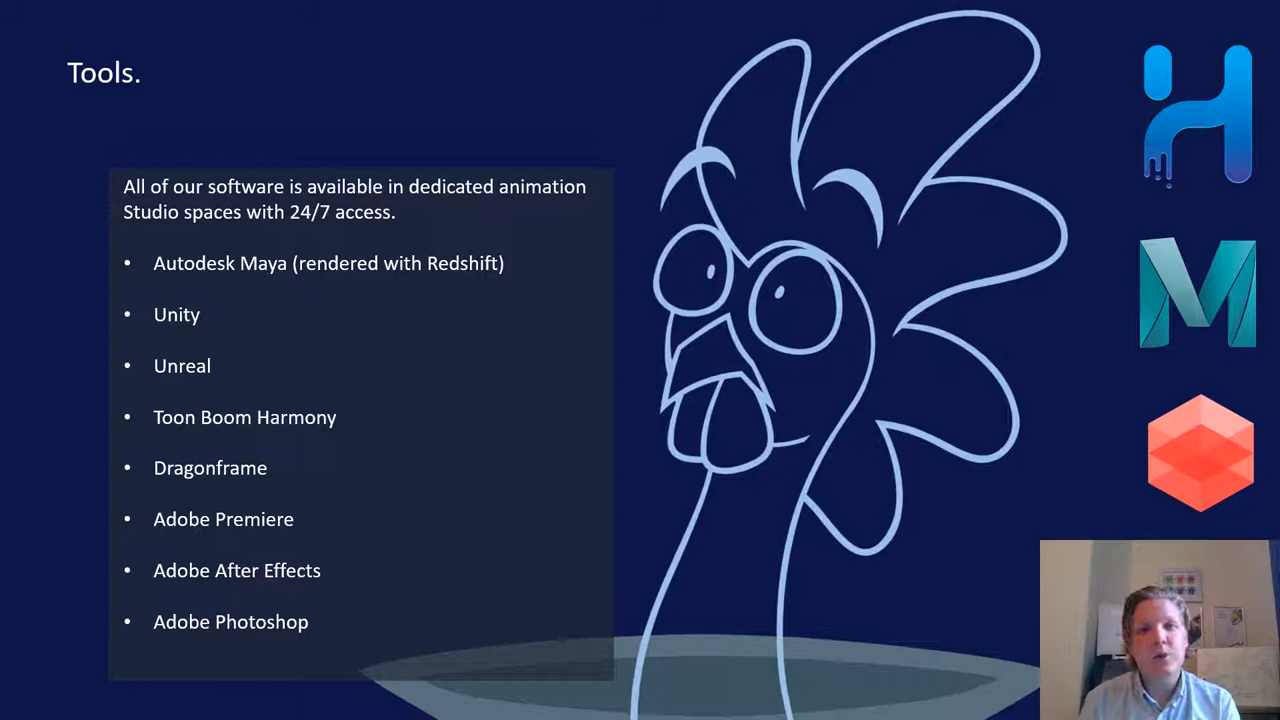 Tools.
All of our software is available in dedicated animation
Studio spaces with 24/7 access.
• Autodesk Maya (rendered with Redshift)
• Unity
• Unreal
• Toon Boom Harmony
• Dragonframe
• Adobe Premiere
• Adobe After Effects
• Adobe Photoshop